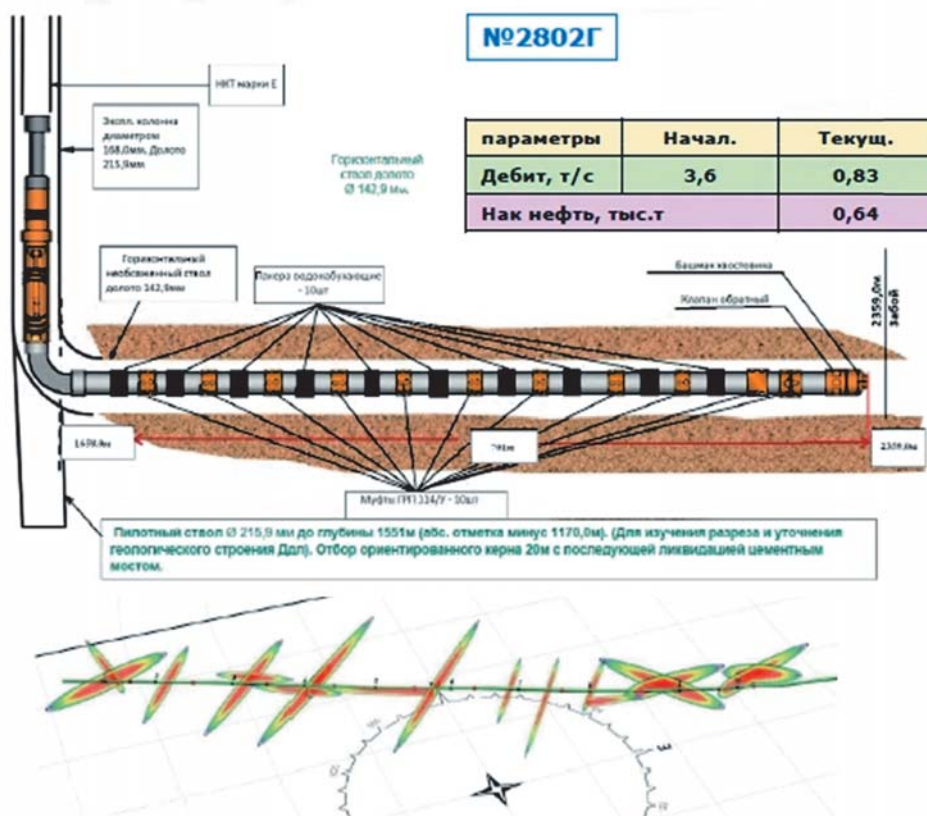 №2802Г
НКТ марки Е
Экспл. колонна
диаметром
168,0мм. Долото
215,9мм
Горизонтальный
ствол долото
Ø 142,9 мм.
параметры Начал. Текущ.
Дебит, т/с 3,6 0,83
Нак нефть, тыс.т 0,64
Горизонтальный
необсаженный ствол
долото 142,9мм
Пакера водонабухающие
- 10шт
Башмак хвостовика
Клапан обратный
2359,0м
Забой
2359,0м
Муфты ГРП 114/У - 10шт
Пилотный ствол Ø 215,9 мм до глубины 1551м (абс. отметка минус 1170,0м). (Для изучения разреза и уточнения
геологического строения Ддл). Отбор ориентированного керна 20м с последующей ликвидацией цементным
мостом.
E